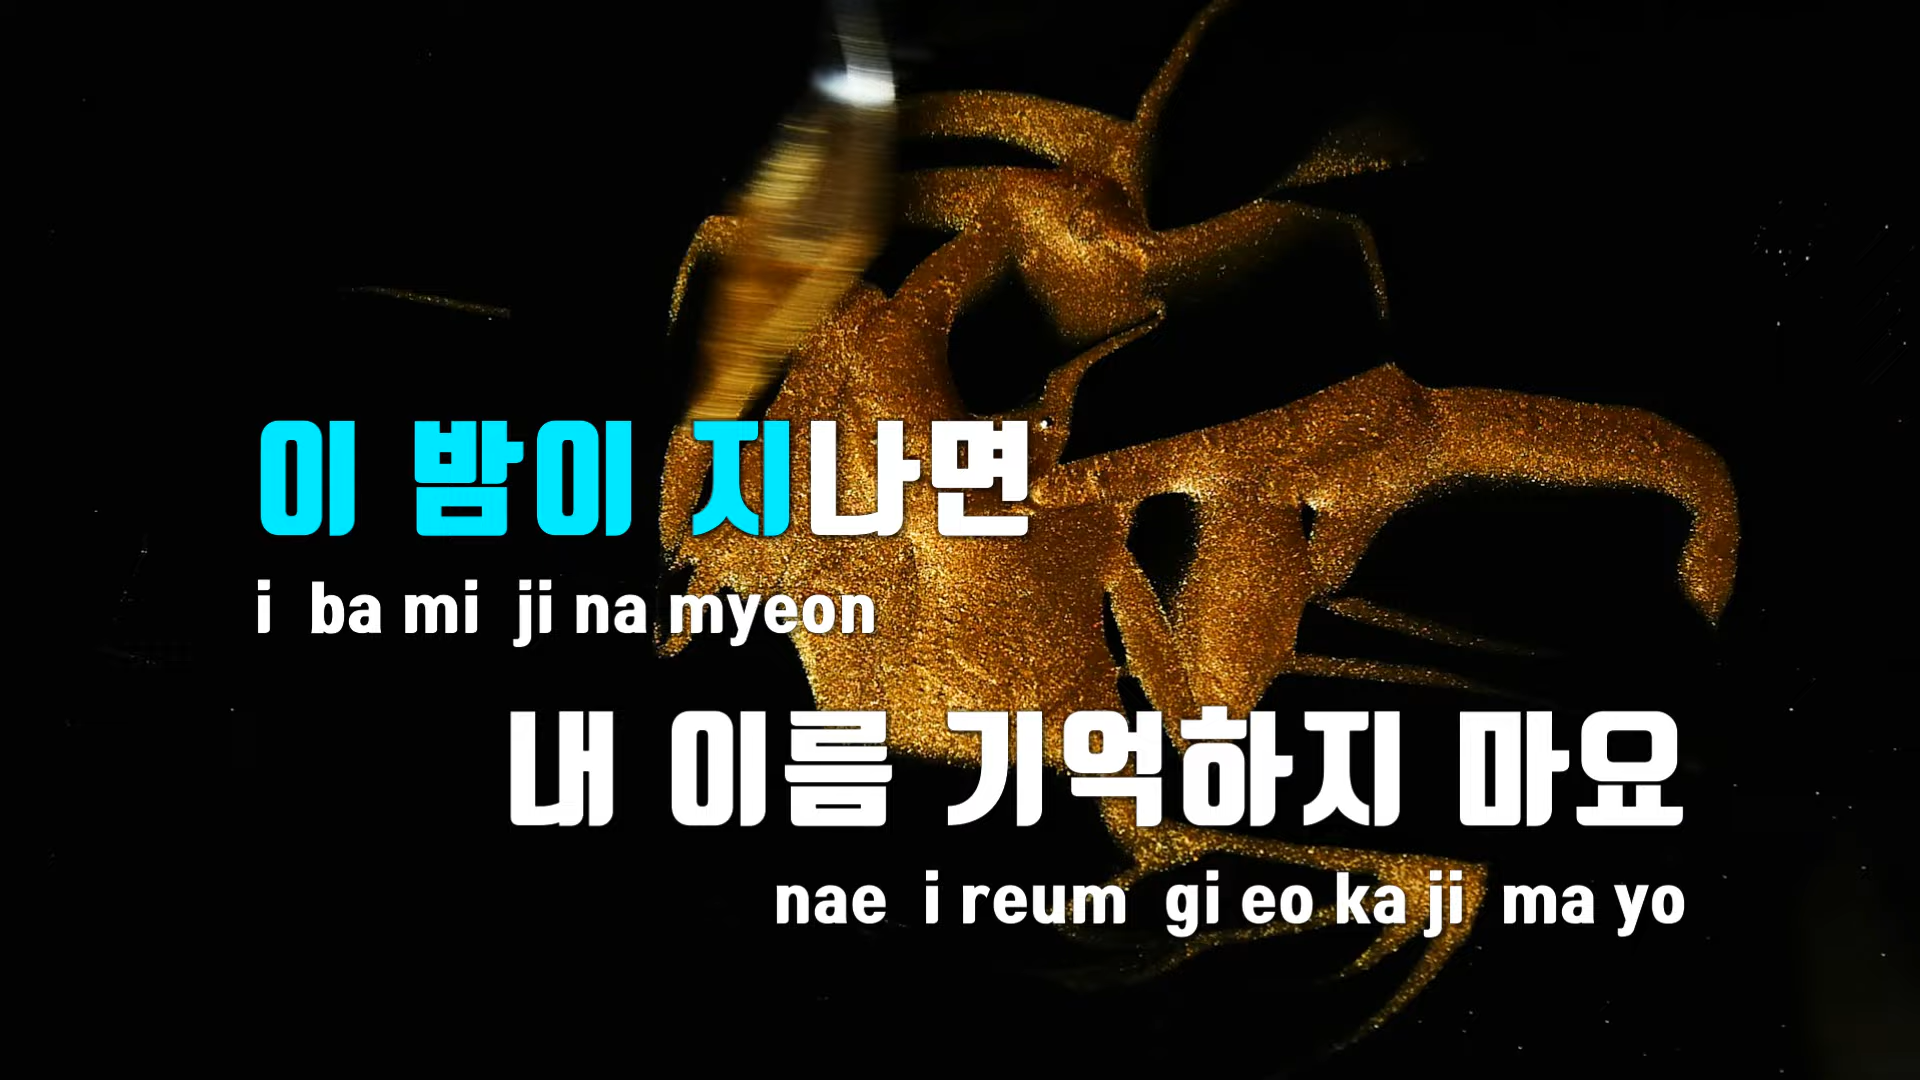 이 밤이 지나면
i ba mi ji na myeon
내 이름 기억하지 마요
nae i reum gi eo ka ji ma yo